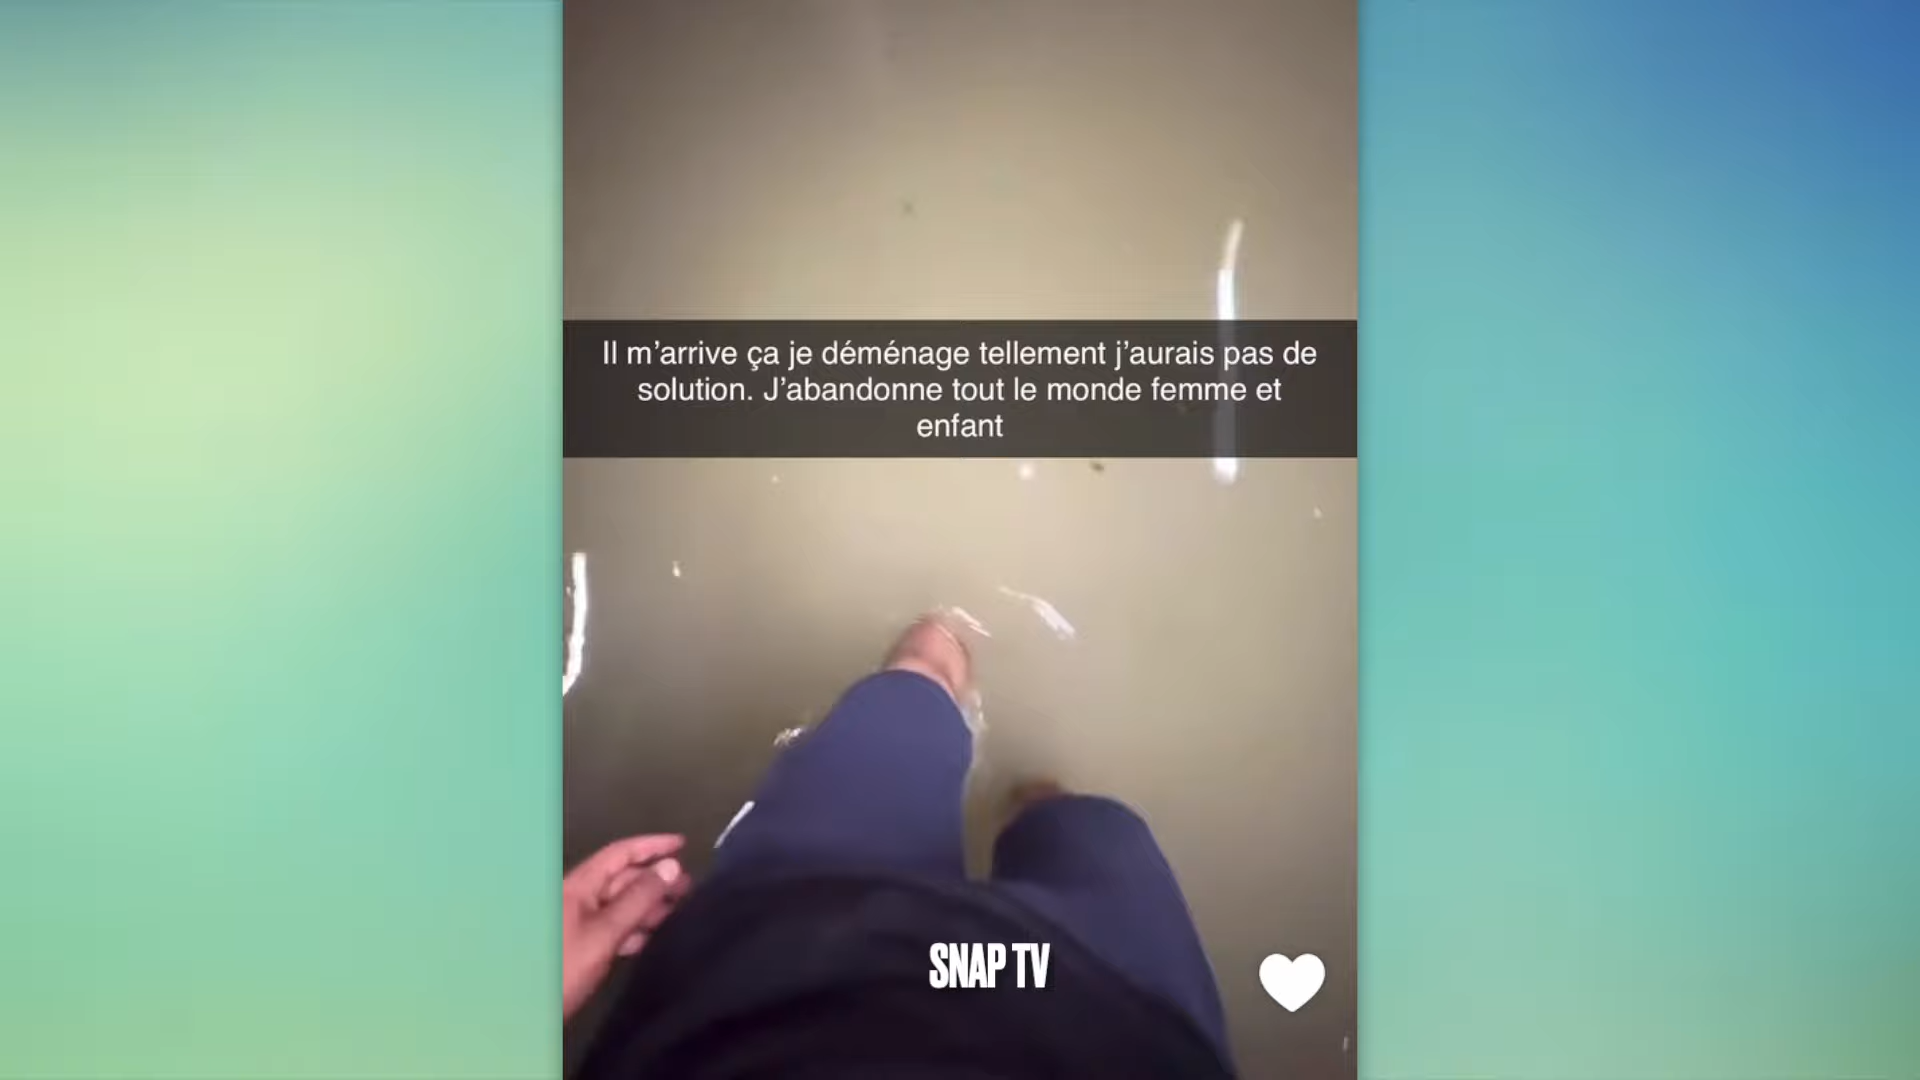 Il m’arrive ça je déménage tellement j’aurais pas de
solution. J’abandonne tout le monde femme et
enfant
SNAP TV